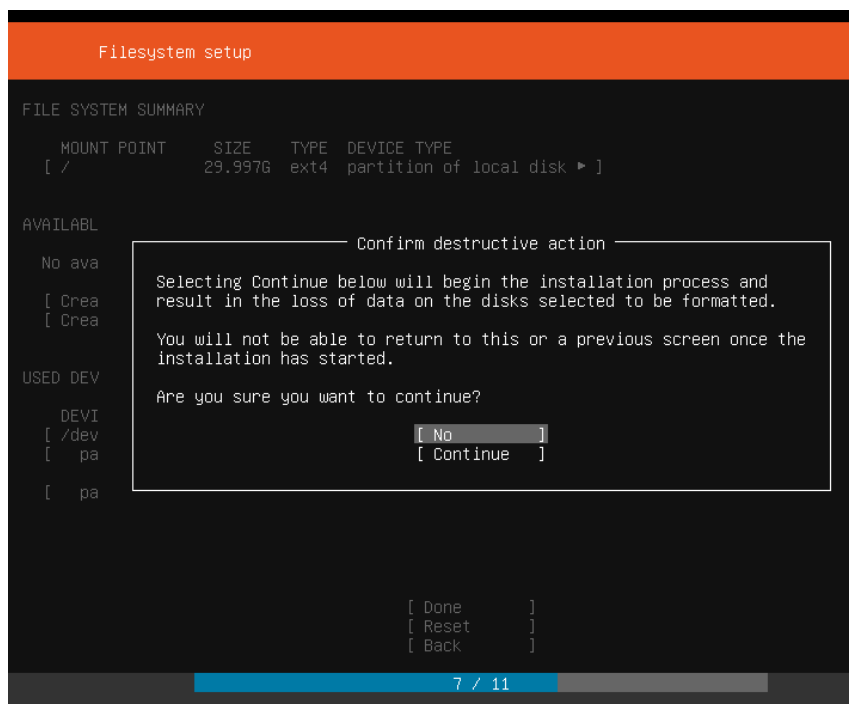 Filesystem setup
FILE SYSTEM SUMMARY
MOUNT POINT SIZE TYPE DEVICE TYPE
[ / 29.997G ext4 partition of local disk ▸ ]
AVAILABL
No ava
[ Crea
[ Crea
USED DEV
DEVI
[ /dev
[ pa
[ pa
Confirm destructive action
Selecting Continue below will begin the installation process and
result in the loss of data on the disks selected to be formatted.
You will not be able to return to this or a previous screen once the
installation has started.
Are you sure you want to continue?
[ No ]
[ Continue ]
[ Done ]
[ Reset ]
[ Back ]
7 / 11